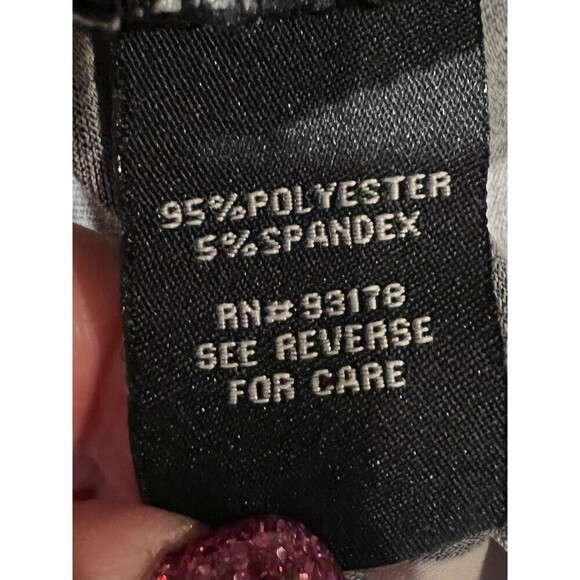 95%POLYESTER
5%SPANDEX
RN#93178
SEE REVERSE
FOR CARE